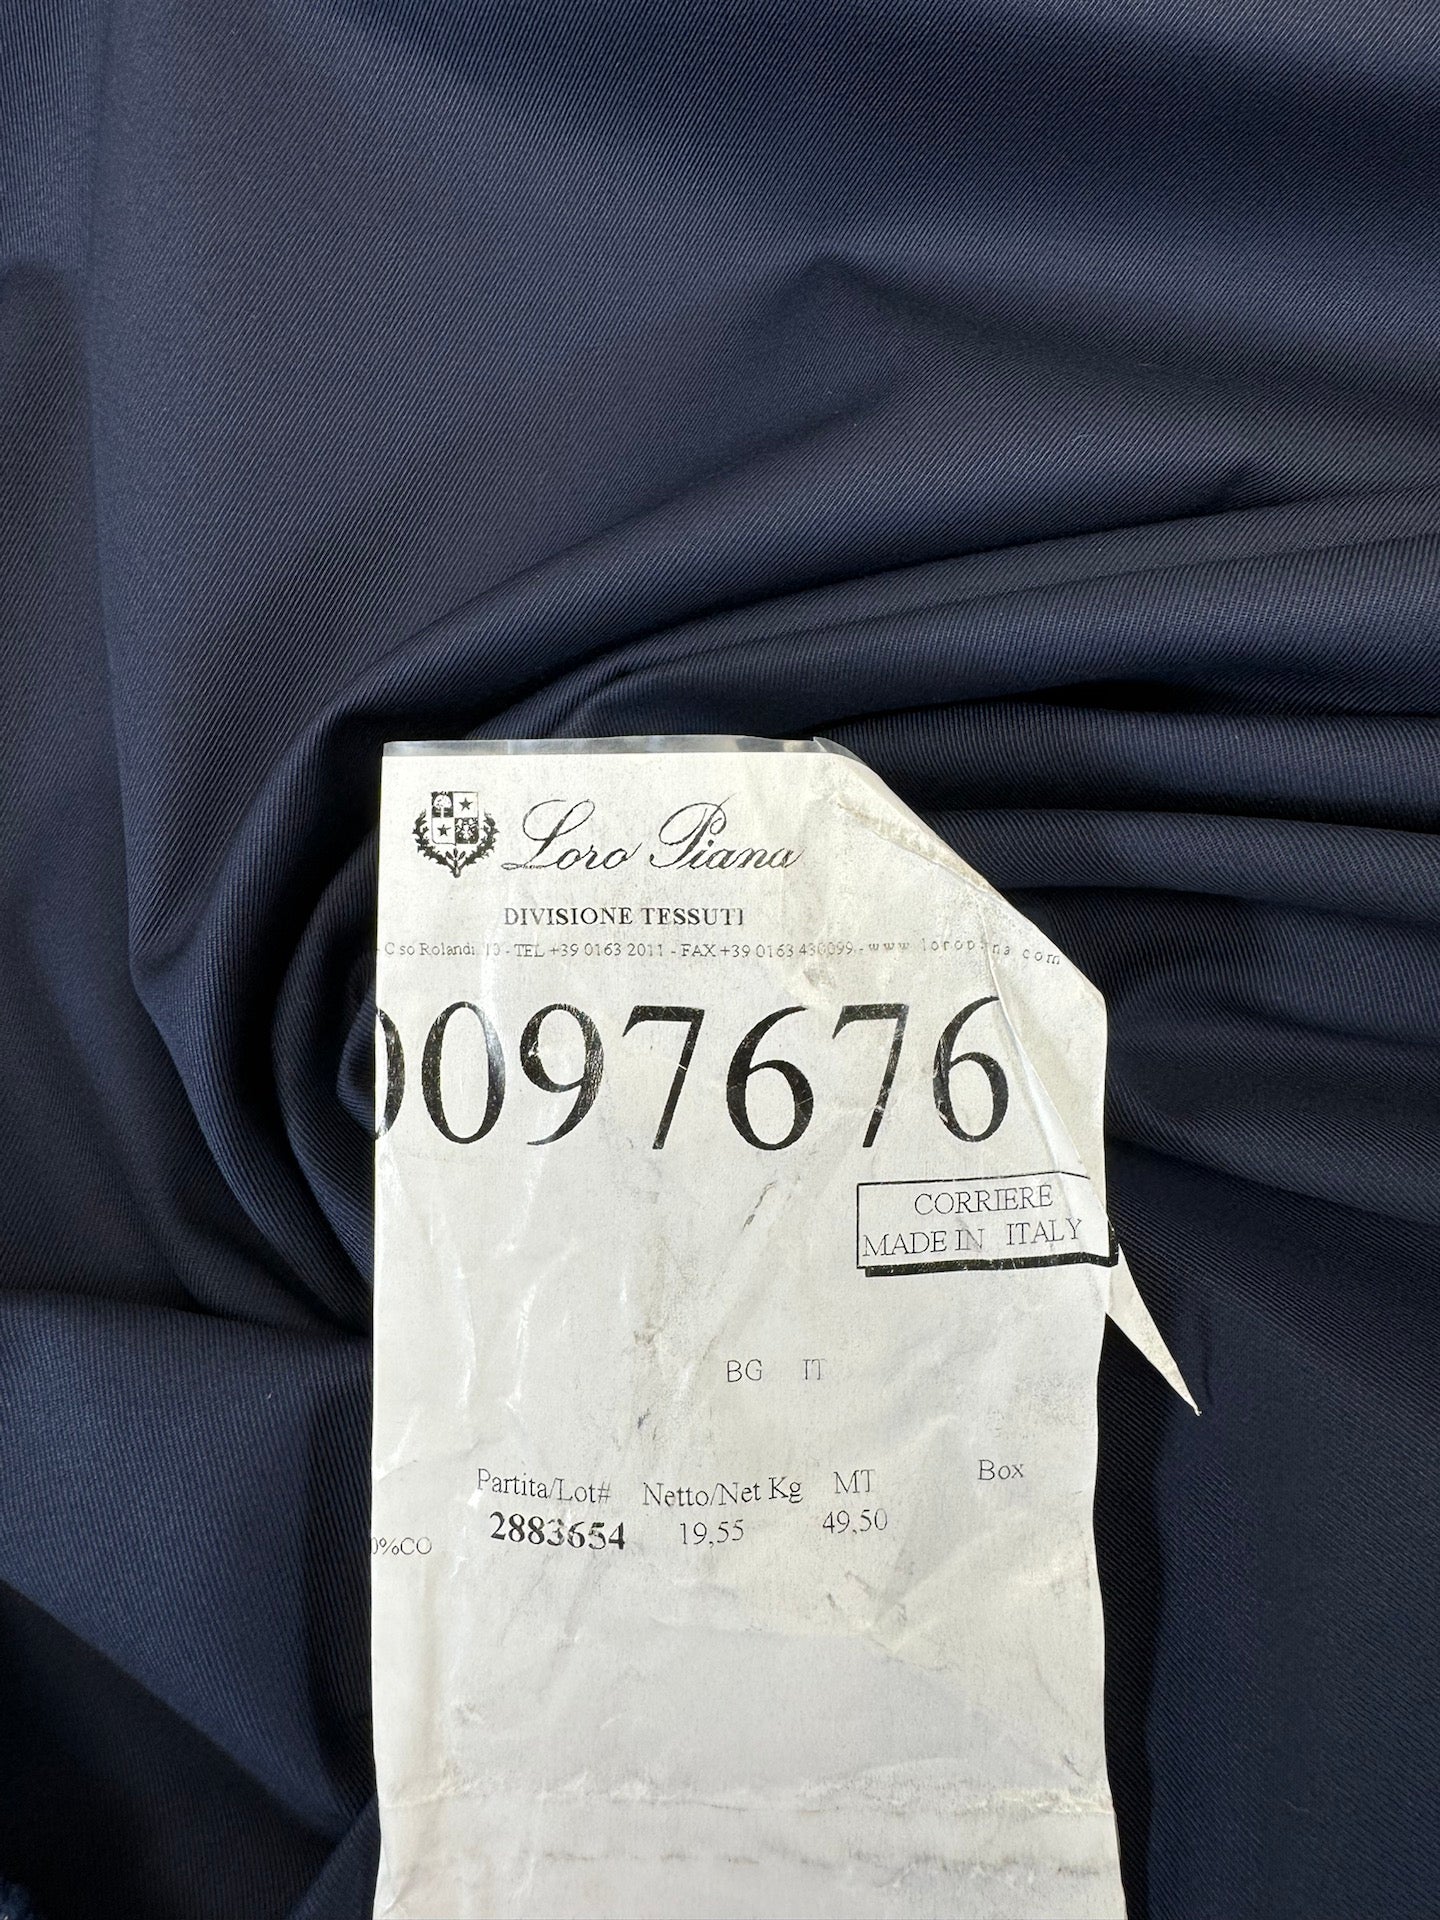 Loro Piana
DIVISIONE TESSUTI
C so Rolandi 10 - TEL +39 0163 2011 - FAX +39 0163 430099 - www loropiana com
0097676
CORRIERE
MADE IN ITALY
BG IT
Partita/Lot# Netto/Net Kg MT Box
2883654 19,55 49,50
0%CO